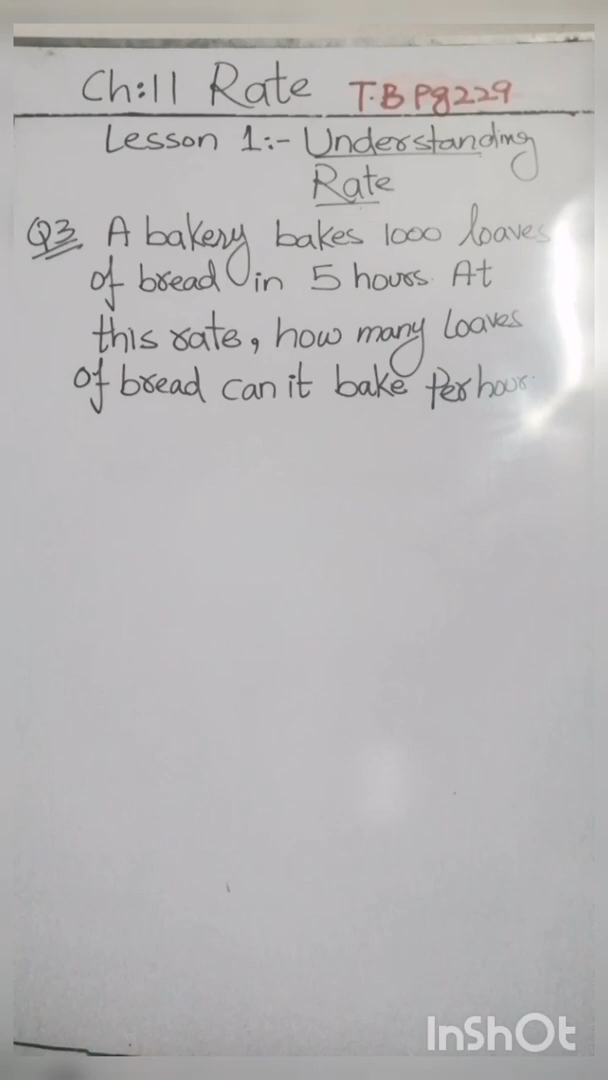 Ch:11 Rate T.B Pg229
Lesson 1:- Understanding
Rate
Q3 A bakery bakes 1000 loaves
of bread in 5 hours. At
this rate, how many Loaves
of bread can it bake Per hour.
InShOt